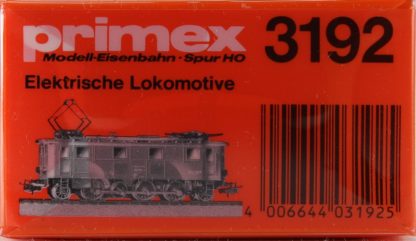 primex 3192
Modell-Eisenbahn · Spur HO
Elektrische Lokomotive
4 006644 031925